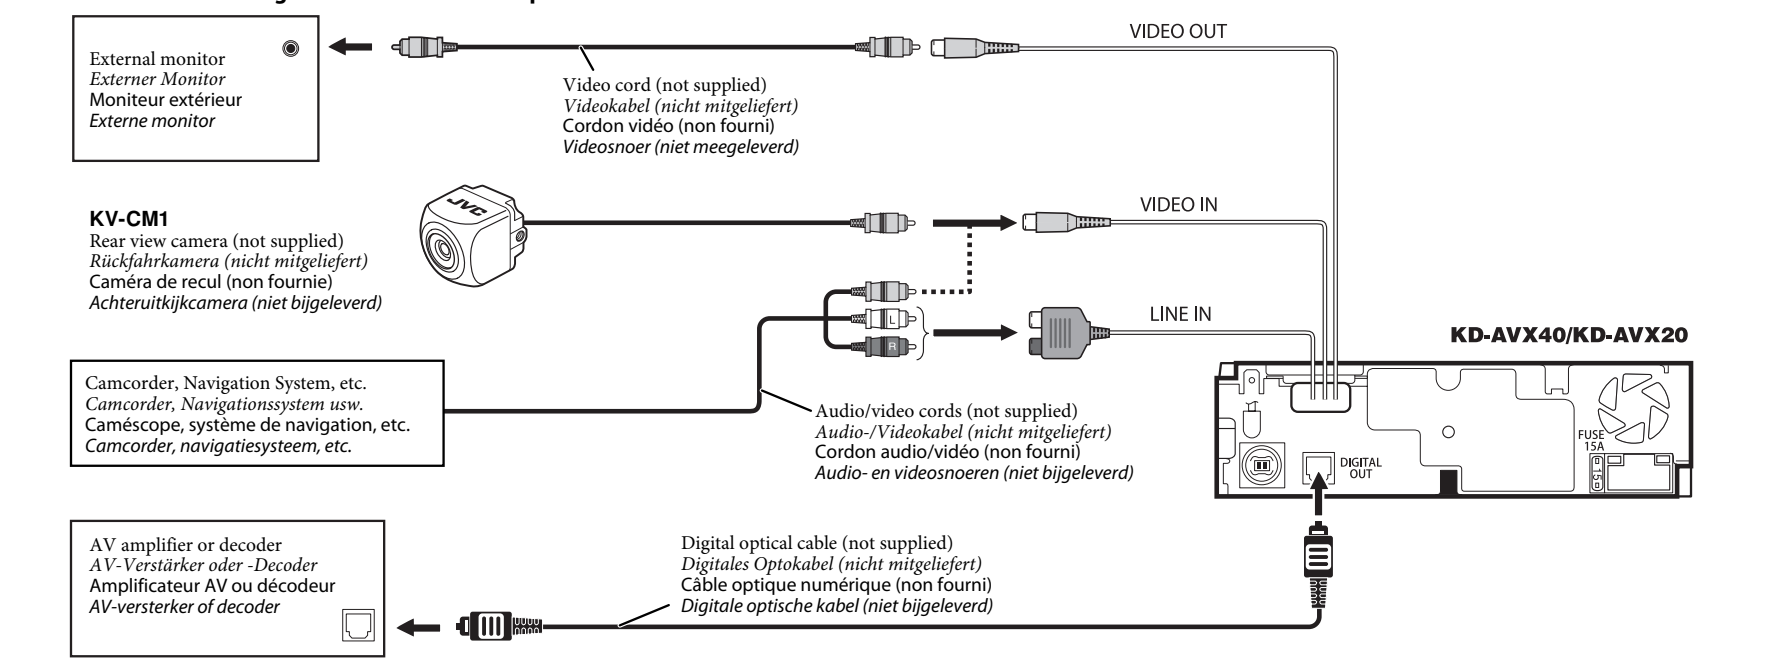 External monitor
Externer Monitor
Moniteur extérieur
Externe monitor
VIDEO OUT
Video cord (not supplied)
Videokabel (nicht mitgeliefert)
Cordon vidéo (non fourni)
Videosnoer (niet meegeleverd)
KV-CM1
Rear view camera (not supplied)
Rückfahrkamera (nicht mitgeliefert)
Caméra de recul (non fournie)
Achteruitkijkcamera (niet bijgeleverd)
JVC
VIDEO IN
L
R
LINE IN
KD-AVX40/KD-AVX20
Camcorder, Navigation System, etc.
Camcorder, Navigationssystem usw.
Caméscope, système de navigation, etc.
Camcorder, navigatiesysteem, etc.
Audio/video cords (not supplied)
Audio-/Videokabel (nicht mitgeliefert)
Cordon audio/vidéo (non fourni)
Audio- en videosnoeren (niet bijgeleverd)
FUSE
15A
15
DIGITAL
OUT
AV amplifier or decoder
AV-Verstärker oder -Decoder
Amplificateur AV ou décodeur
AV-versterker of decoder
Digital optical cable (not supplied)
Digitales Optokabel (nicht mitgeliefert)
Câble optique numérique (non fourni)
Digitale optische kabel (niet bijgeleverd)